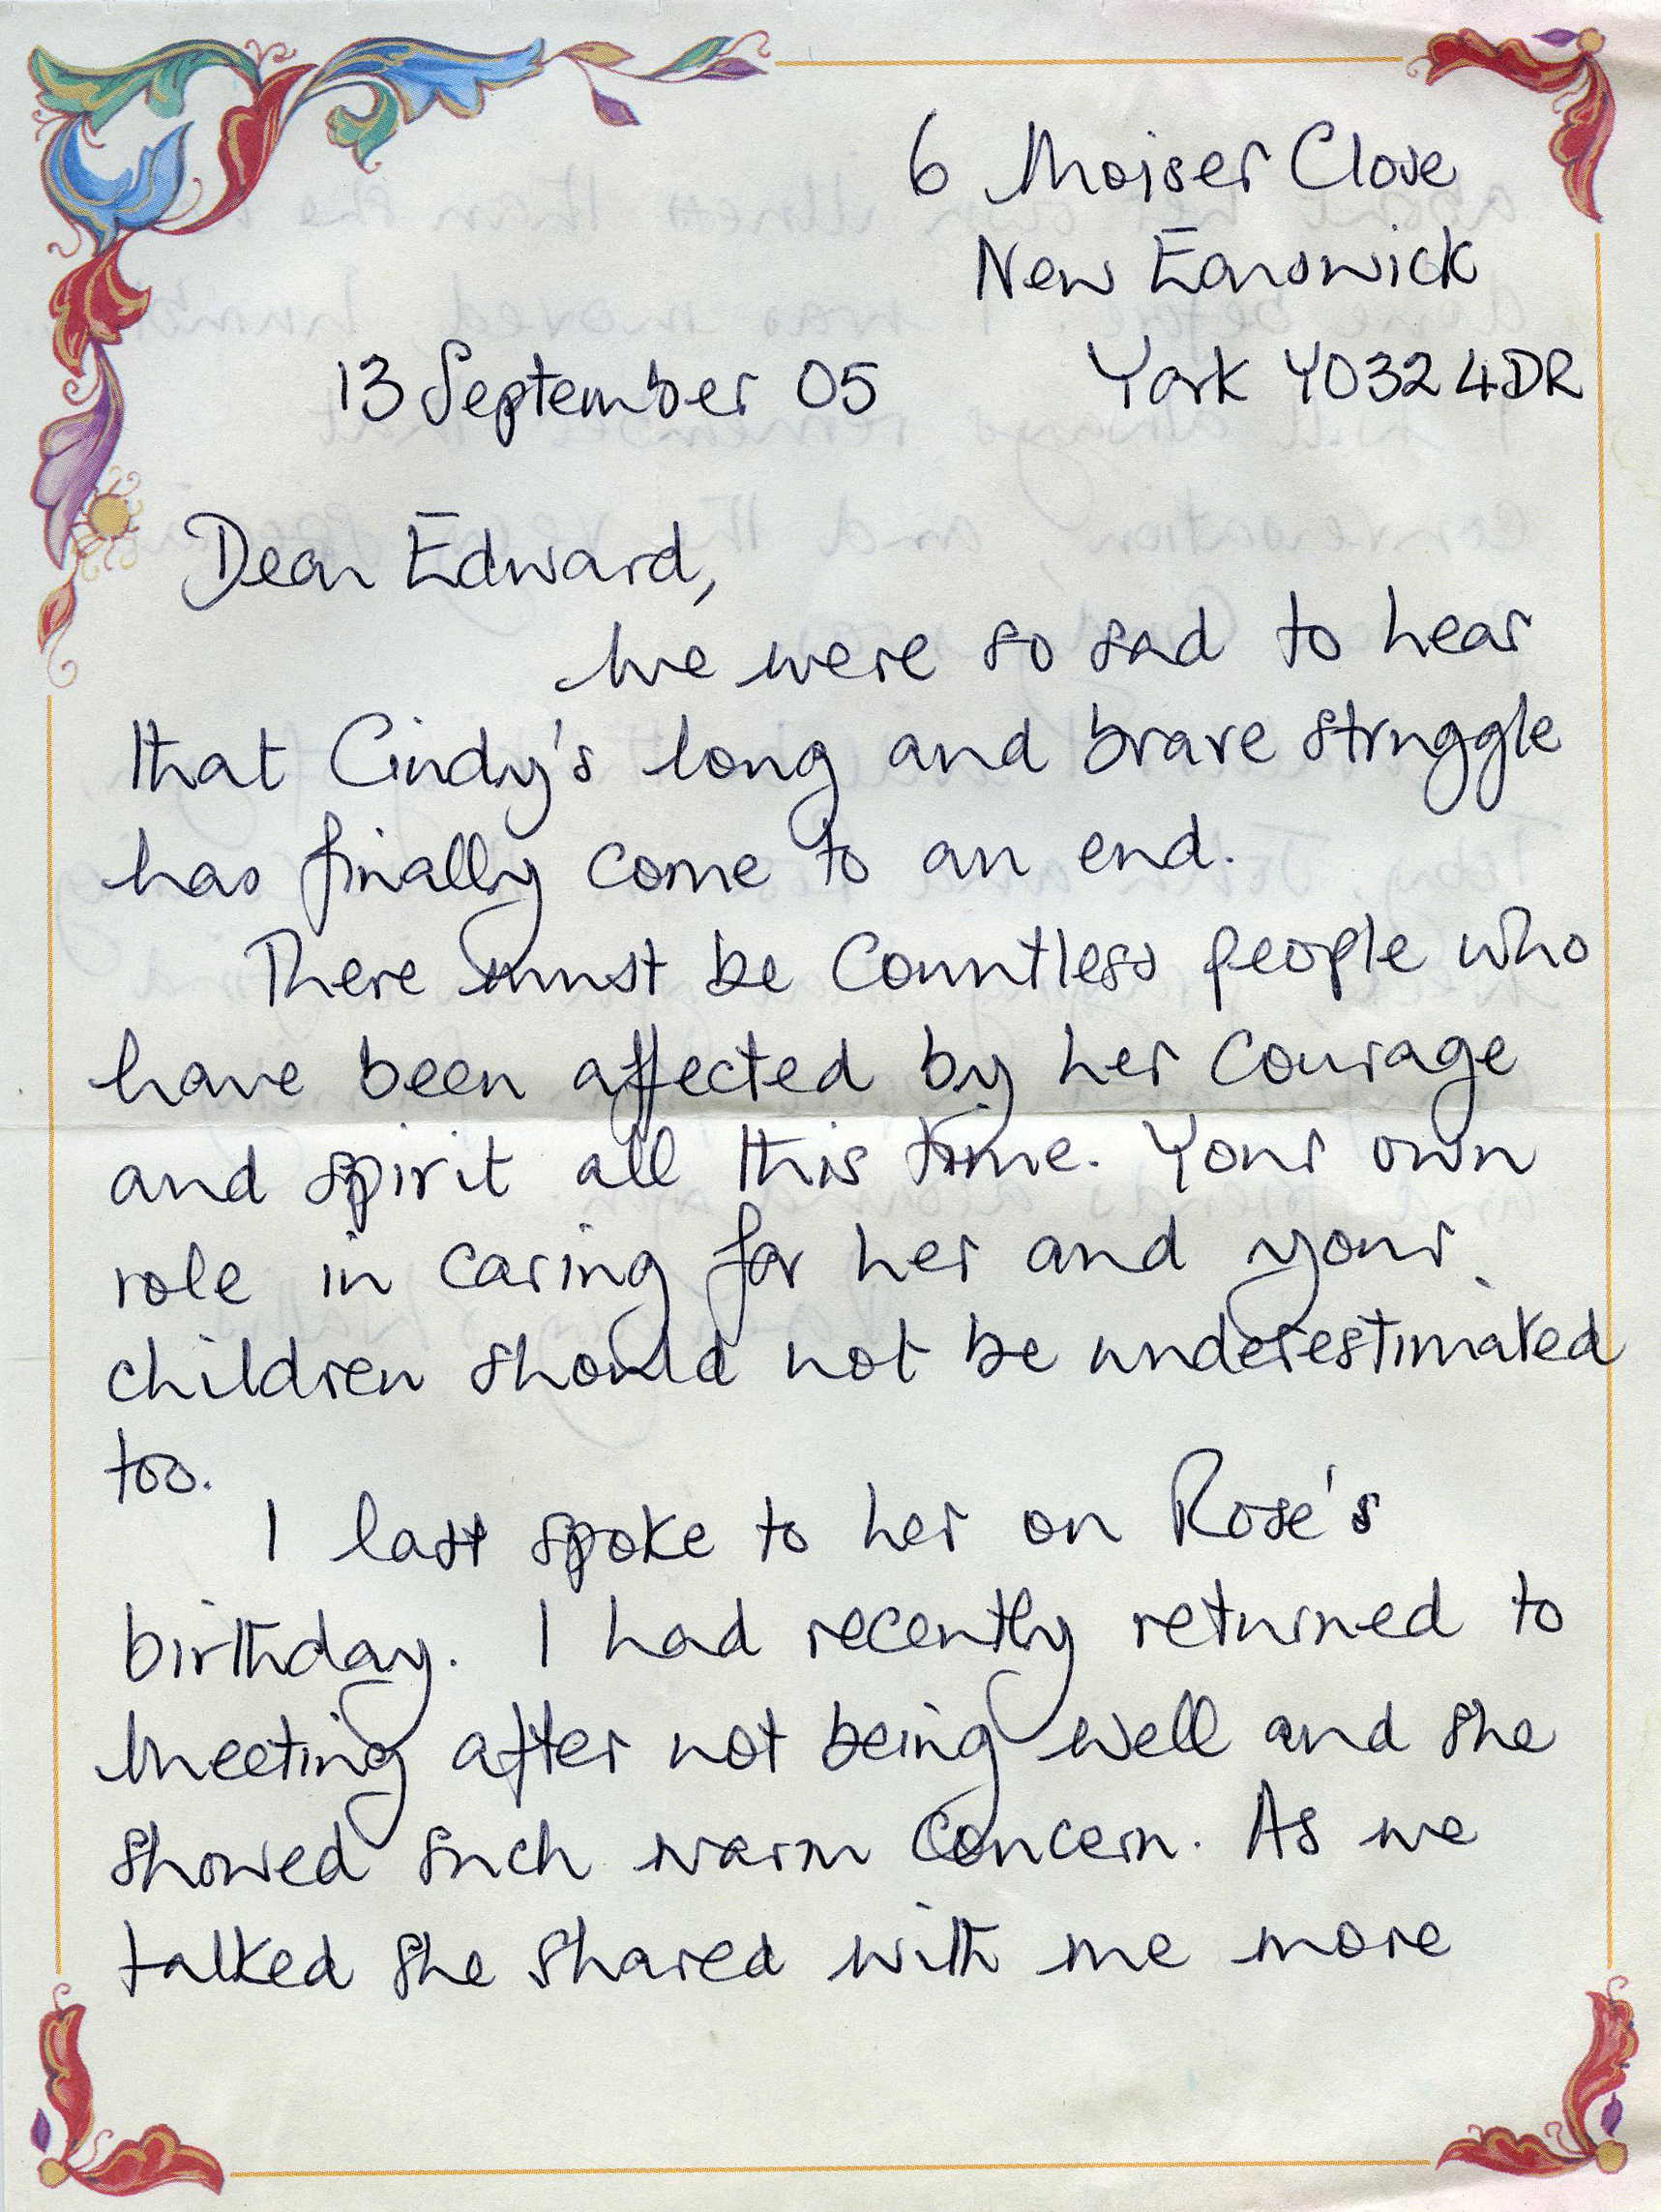 6 Moiser Close
New Earswick
13 September 05 York YO32 4DR
Dear Edward,
We were so sad to hear
that Cindy's long and brave struggle
has finally come to an end.
There must be countless people who
have been affected by her courage
and spirit all this time. Your own
role in caring for her and your
children should not be underestimated
too.
I last spoke to her on Rose's
birthday. I had recently returned to
Meeting after not being well and she
showed such warm concern. As we
talked she shared with me more